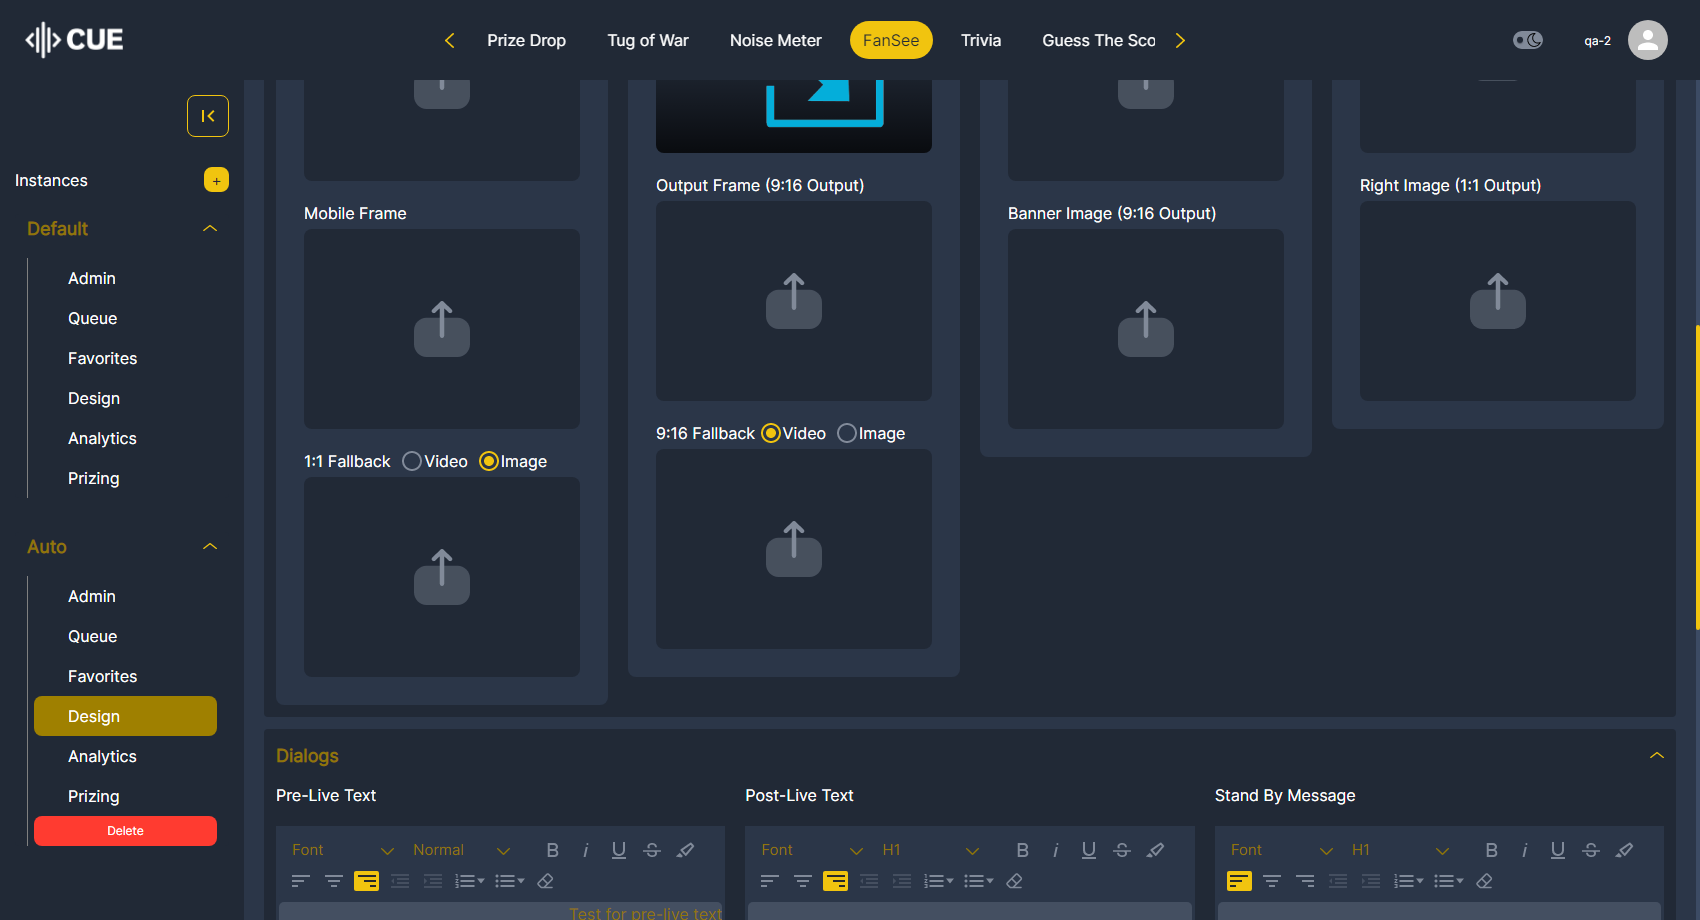 CUE
Prize Drop
Tug of War
Noise Meter
FanSee
Trivia
Guess The Sco
qa-2
Instances
+
Default
Admin
Queue
Favorites
Design
Analytics
Prizing
Auto
Admin
Queue
Favorites
Design
Analytics
Prizing
Delete
Mobile Frame
1:1 Fallback Video Image
Output Frame (9:16 Output)
9:16 Fallback Video Image
Banner Image (9:16 Output)
Right Image (1:1 Output)
Dialogs
Pre-Live Text
Font Normal B i U S
Test for pre-live text
Post-Live Text
Font H1 B i U S
Stand By Message
Font H1 B i U S